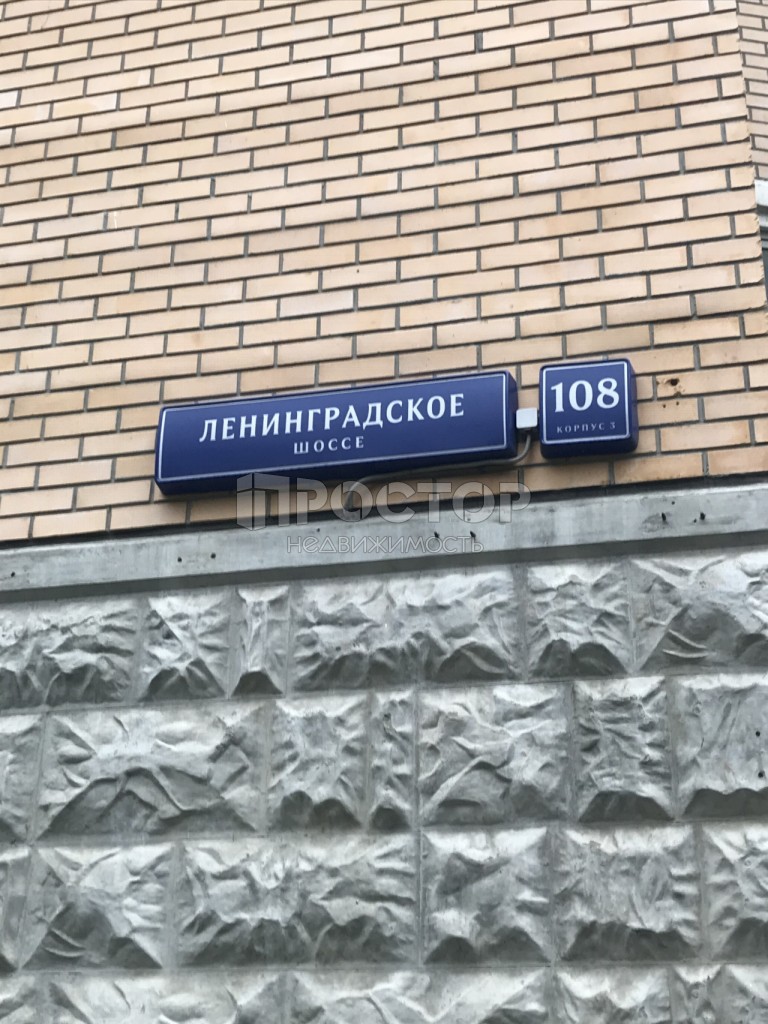 ЛЕНИНГРАДСКОЕ
ШОССЕ
108
КОРПУС 3
ПРОСТОР
недвижимость